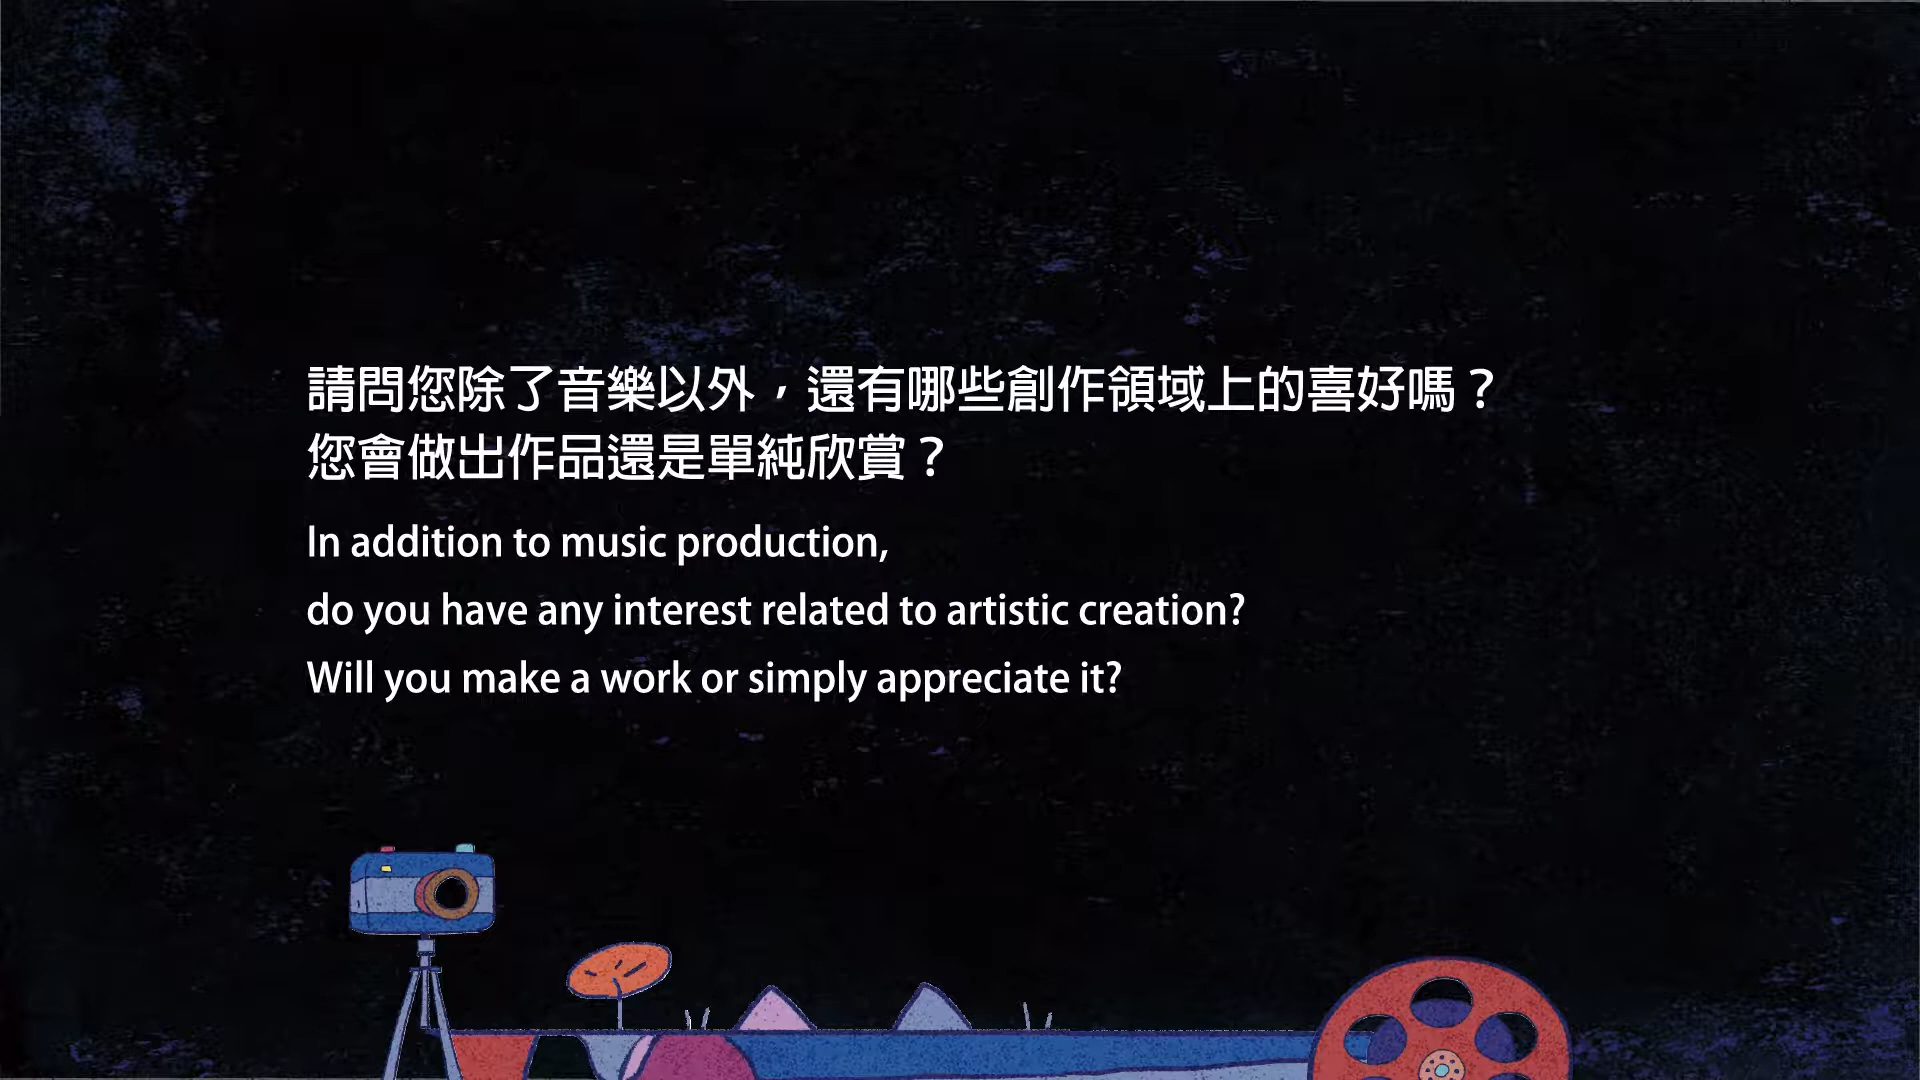 請問您除了音樂以外，還有哪些創作領域上的喜好嗎？
您會做出作品還是單純欣賞？
In addition to music production,
do you have any interest related to artistic creation?
Will you make a work or simply appreciate it?